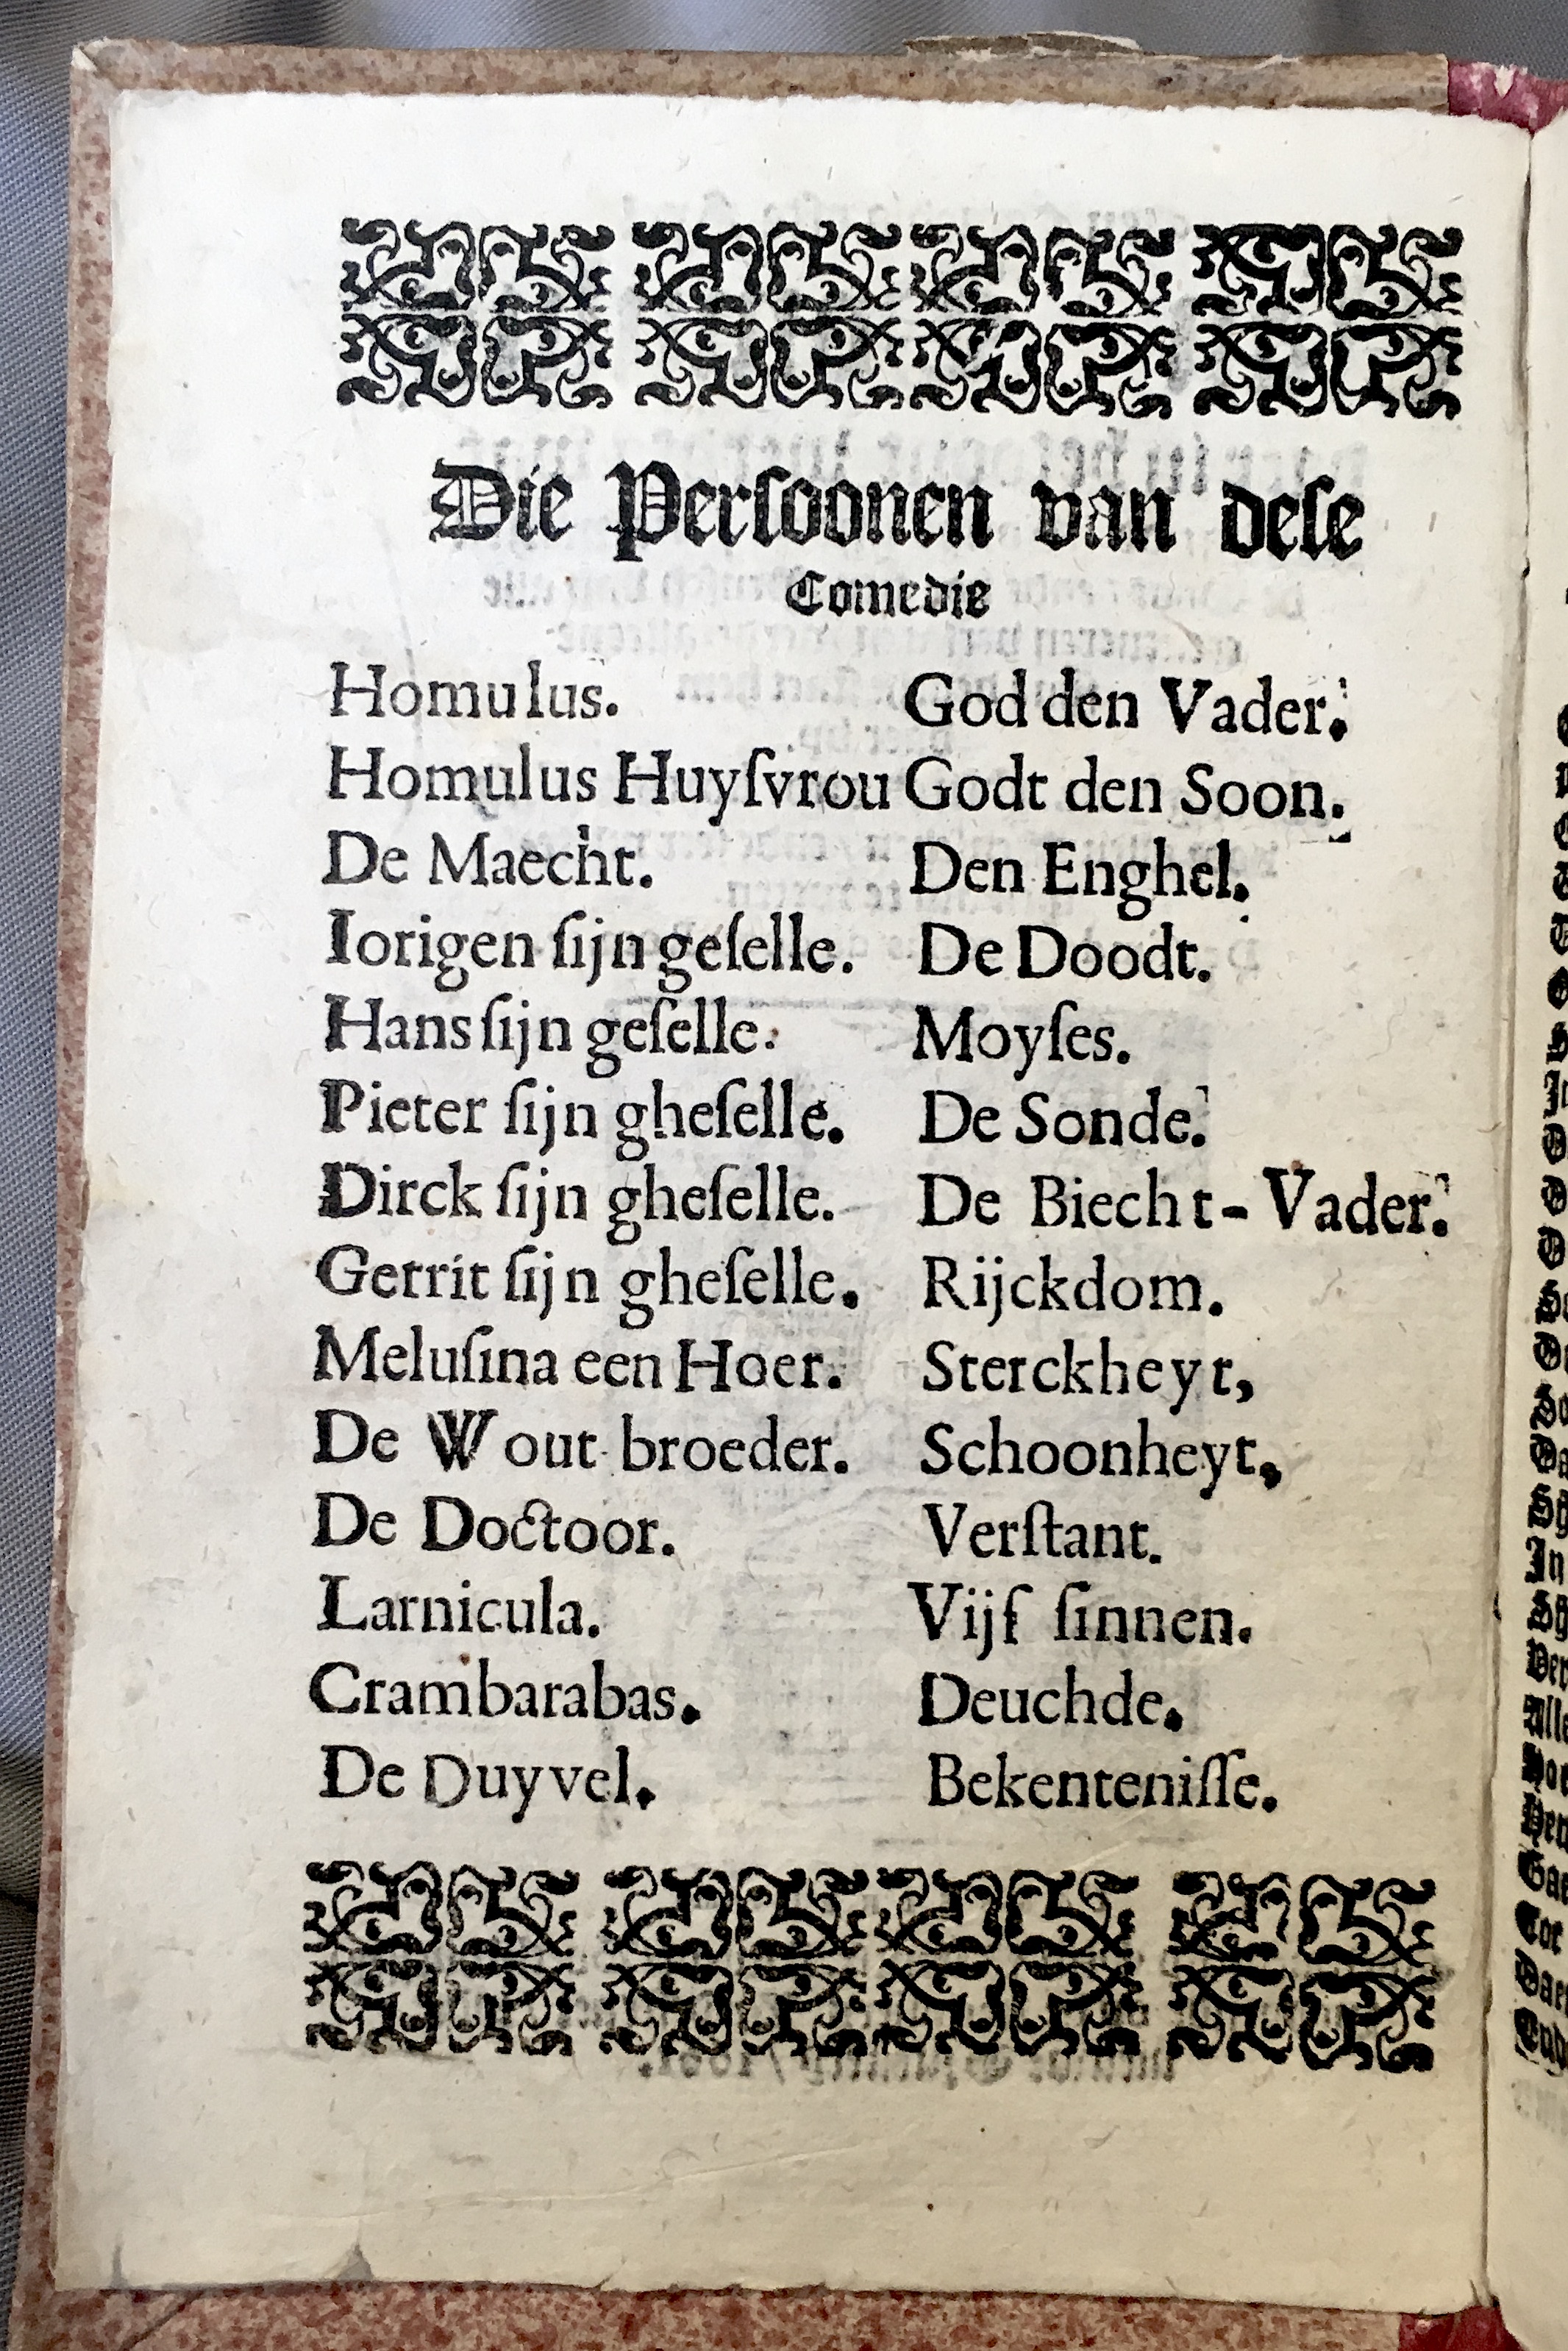 Die Perſoonen van deſe
Comedie
Homulus.
Homulus Huyſvrou
De Maecht.
Iorigen ſijn geſelle.
Hans ſijn geſelle.
Pieter ſijn gheſelle.
Dirck ſijn gheſelle.
Gerrit ſijn gheſelle.
Meluſina een Hoer.
De Wout broeder.
De Doctoor.
Larnicula.
Crambarabas.
De Duyvel.
God den Vader.
Godt den Soon.
Den Enghel.
De Doodt.
Moyſes.
De Sonde.
De Biecht-Vader.
Rijckdom.
Sterckheyt,
Schoonheyt,
Verſtant.
Vijf ſinnen.
Deuchde.
Bekenteniſſe.